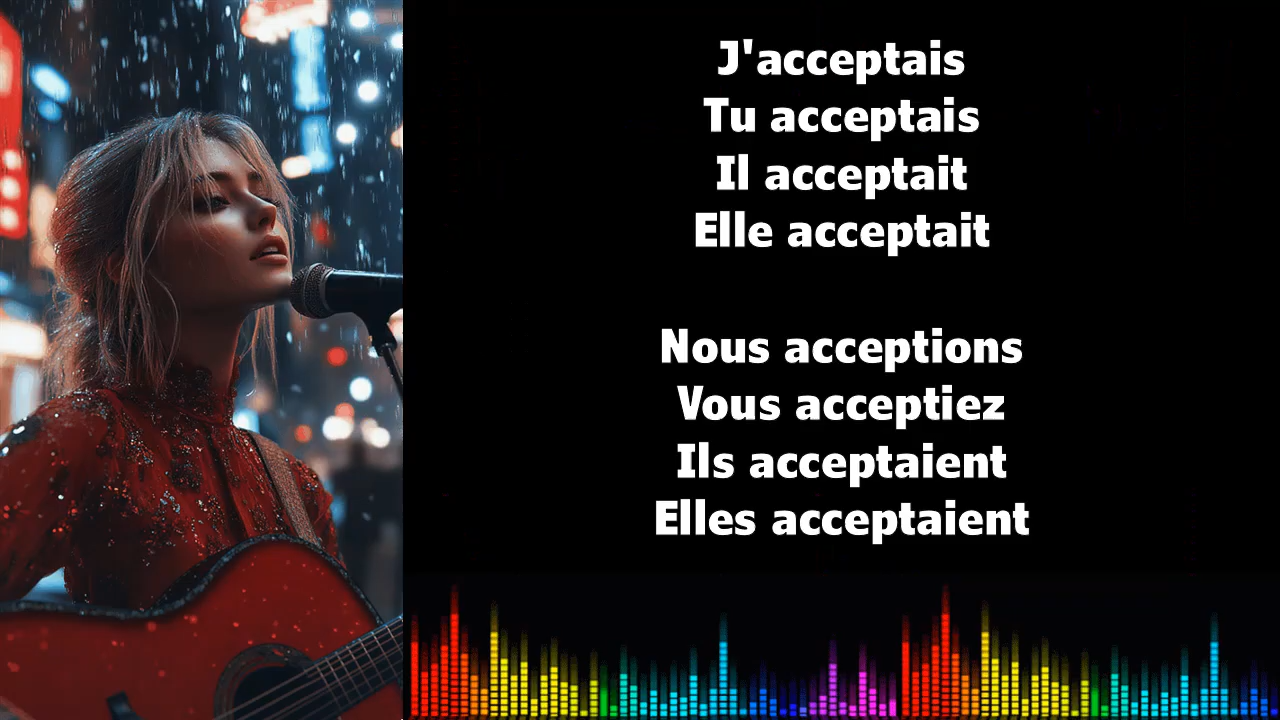 J'acceptais
Tu acceptais
Il acceptait
Elle acceptait
Nous acceptions
Vous acceptiez
Ils acceptaient
Elles acceptaient